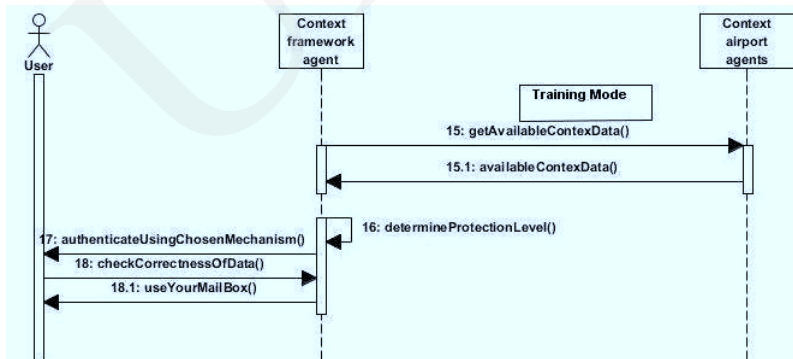 User
Context
framework
agent
Context
airport
agents
Training Mode
15: getAvailableContexData()
15.1: availableContexData()
16: determineProtectionLevel()
17: authenticateUsingChosenMechanism()
18: checkCorrectnessOfData()
18.1: useYourMailBox()